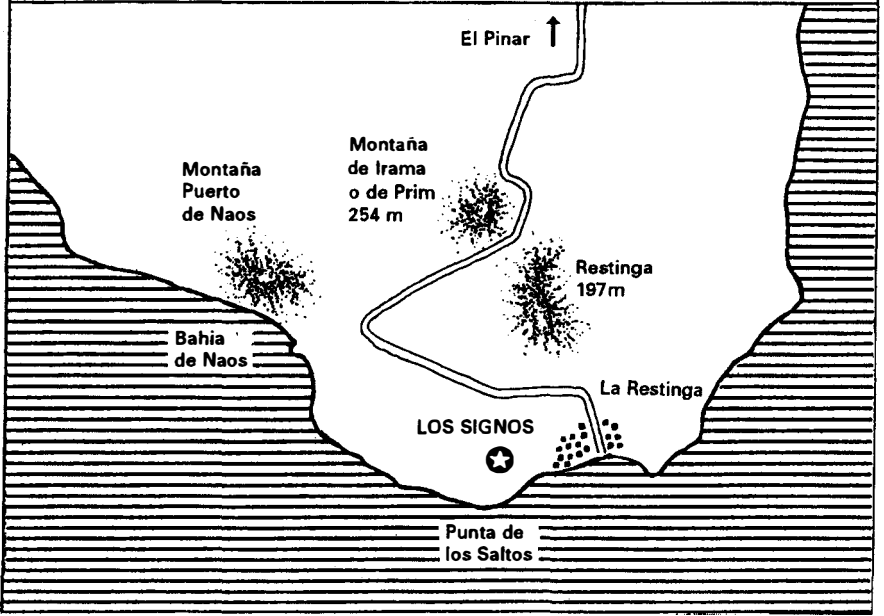 El Pinar
Montaña
de Irama
o de Prim
254 m
Montaña
Puerto
de Naos
Restinga
197m
Bahia
de Naos
La Restinga
LOS SIGNOS
Punta de
los Saltos